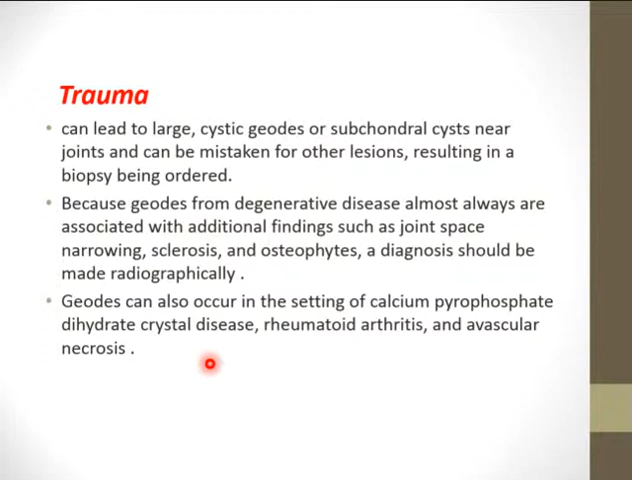 Trauma
• can lead to large, cystic geodes or subchondral cysts near
joints and can be mistaken for other lesions, resulting in a
biopsy being ordered.
• Because geodes from degenerative disease almost always are
associated with additional findings such as joint space
narrowing, sclerosis, and osteophytes, a diagnosis should be
made radiographically .
• Geodes can also occur in the setting of calcium pyrophosphate
dihydrate crystal disease, rheumatoid arthritis, and avascular
necrosis .